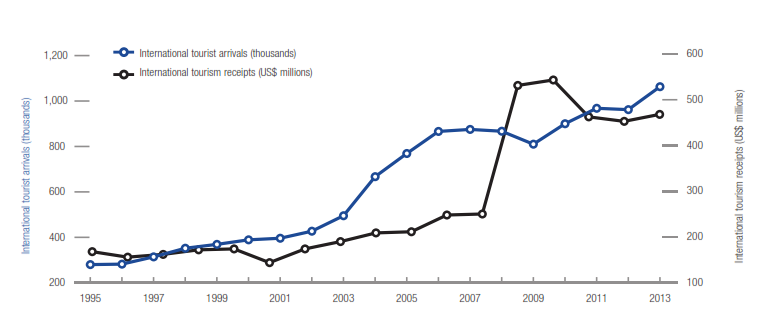 International tourist arrivals (thousands)
International tourism receipts (US$ millions)
1,200
1,000
800
600
400
200
International tourist arrivals (thousands)
600
500
400
300
200
100
International tourism receipts (US$ millions)
1995 1997 1999 2001 2003 2005 2007 2009 2011 2013